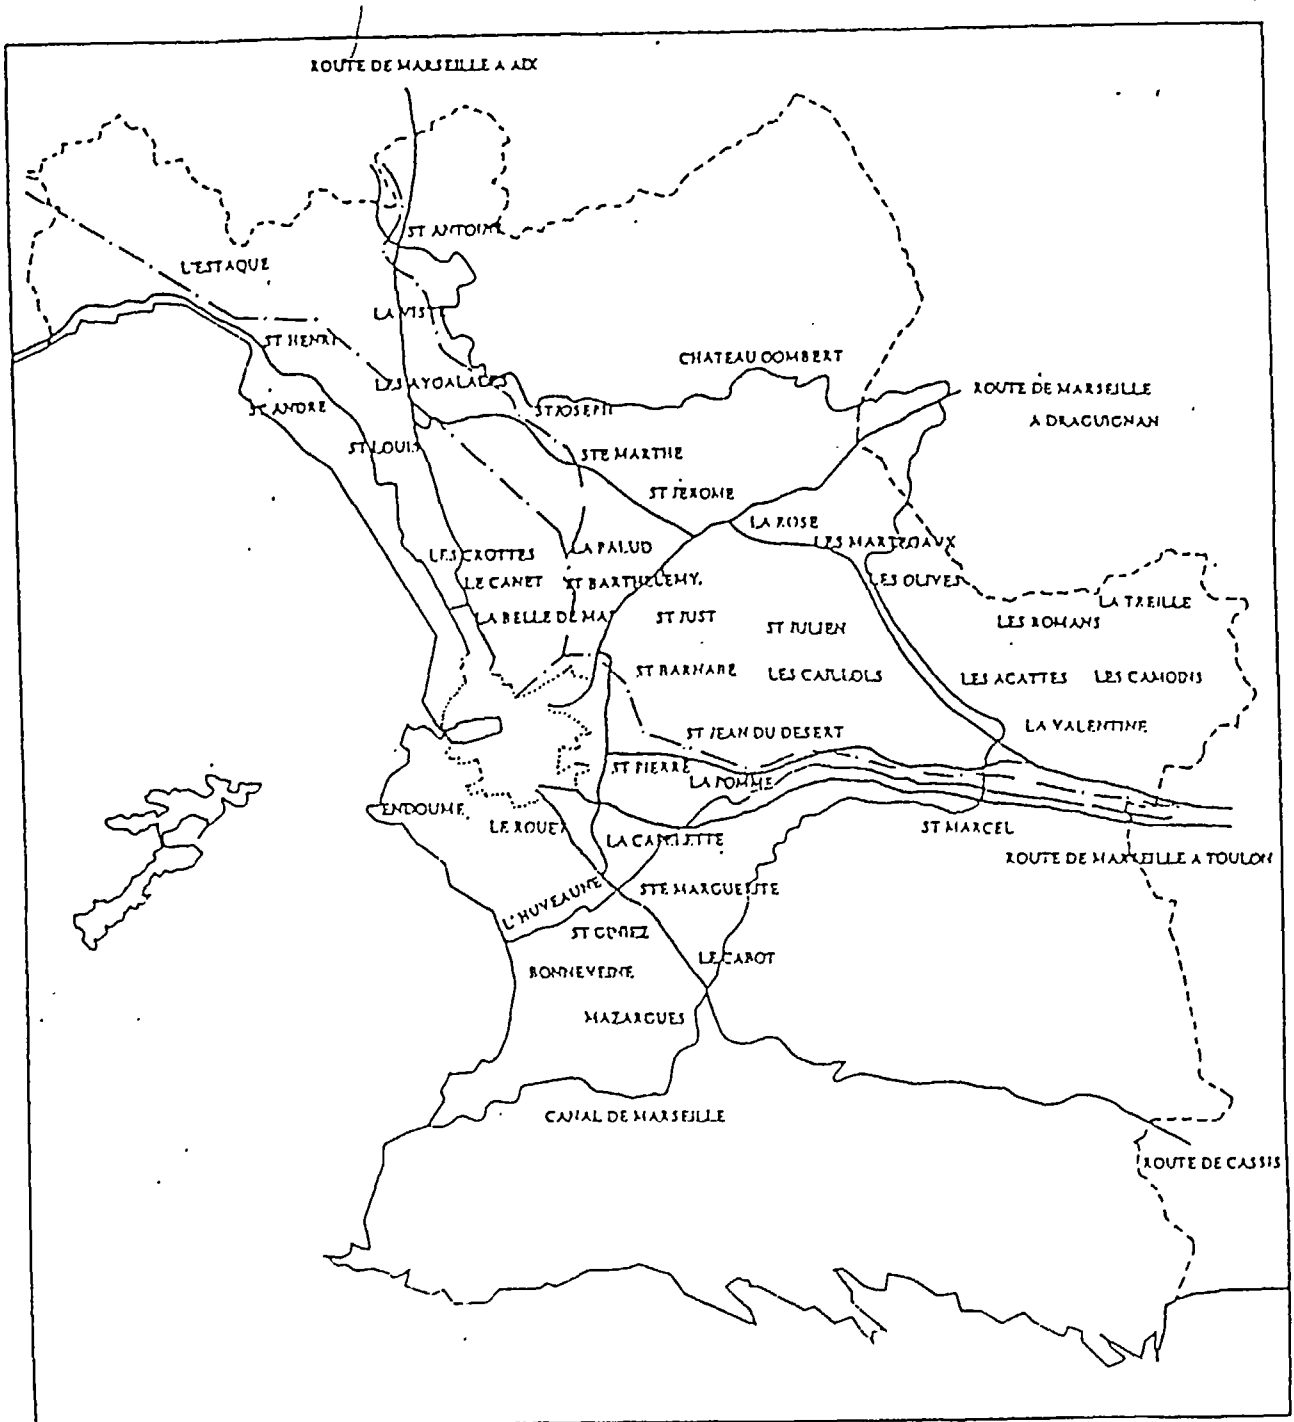 ROUTE DE MARSEILLE A AIX
ST ANTOINE
L'ESTAQUE
LA VISTE
ST HENRI
CHATEAU GOMBERT
LES AYGALADES
ROUTE DE MARSEILLE
A DRAGUIGNAN
ST ANDRE
ST JOSEPH
ST LOUIS
STE MARTHE
ST JEROME
LA ROSE
LES MARTEGAUX
LES CROTTES
LA PALUD
LE CANET
ST BARTHELEMY.
LES OLIVES
LA TREILLE
LA BELLE DE MAI
ST JUST
ST JULIEN
LES ROMANS
ST BARNABE
LES CAILLOLS
LES ACATTES
LES CAMOINS
ST JEAN DU DESERT
LA VALENTINE
ST PIERRE
LA POMME
ENDOUME
LE ROUET
LA CAPELETTE
ST MARCEL
ROUTE DE MARSEILLE A TOULON
L'HUVEAUNE
STE MARGUERITE
ST GINIEZ
LE CABOT
BONNEVEINE
MAZARGUES
CANAL DE MARSEILLE
ROUTE DE CASSIS